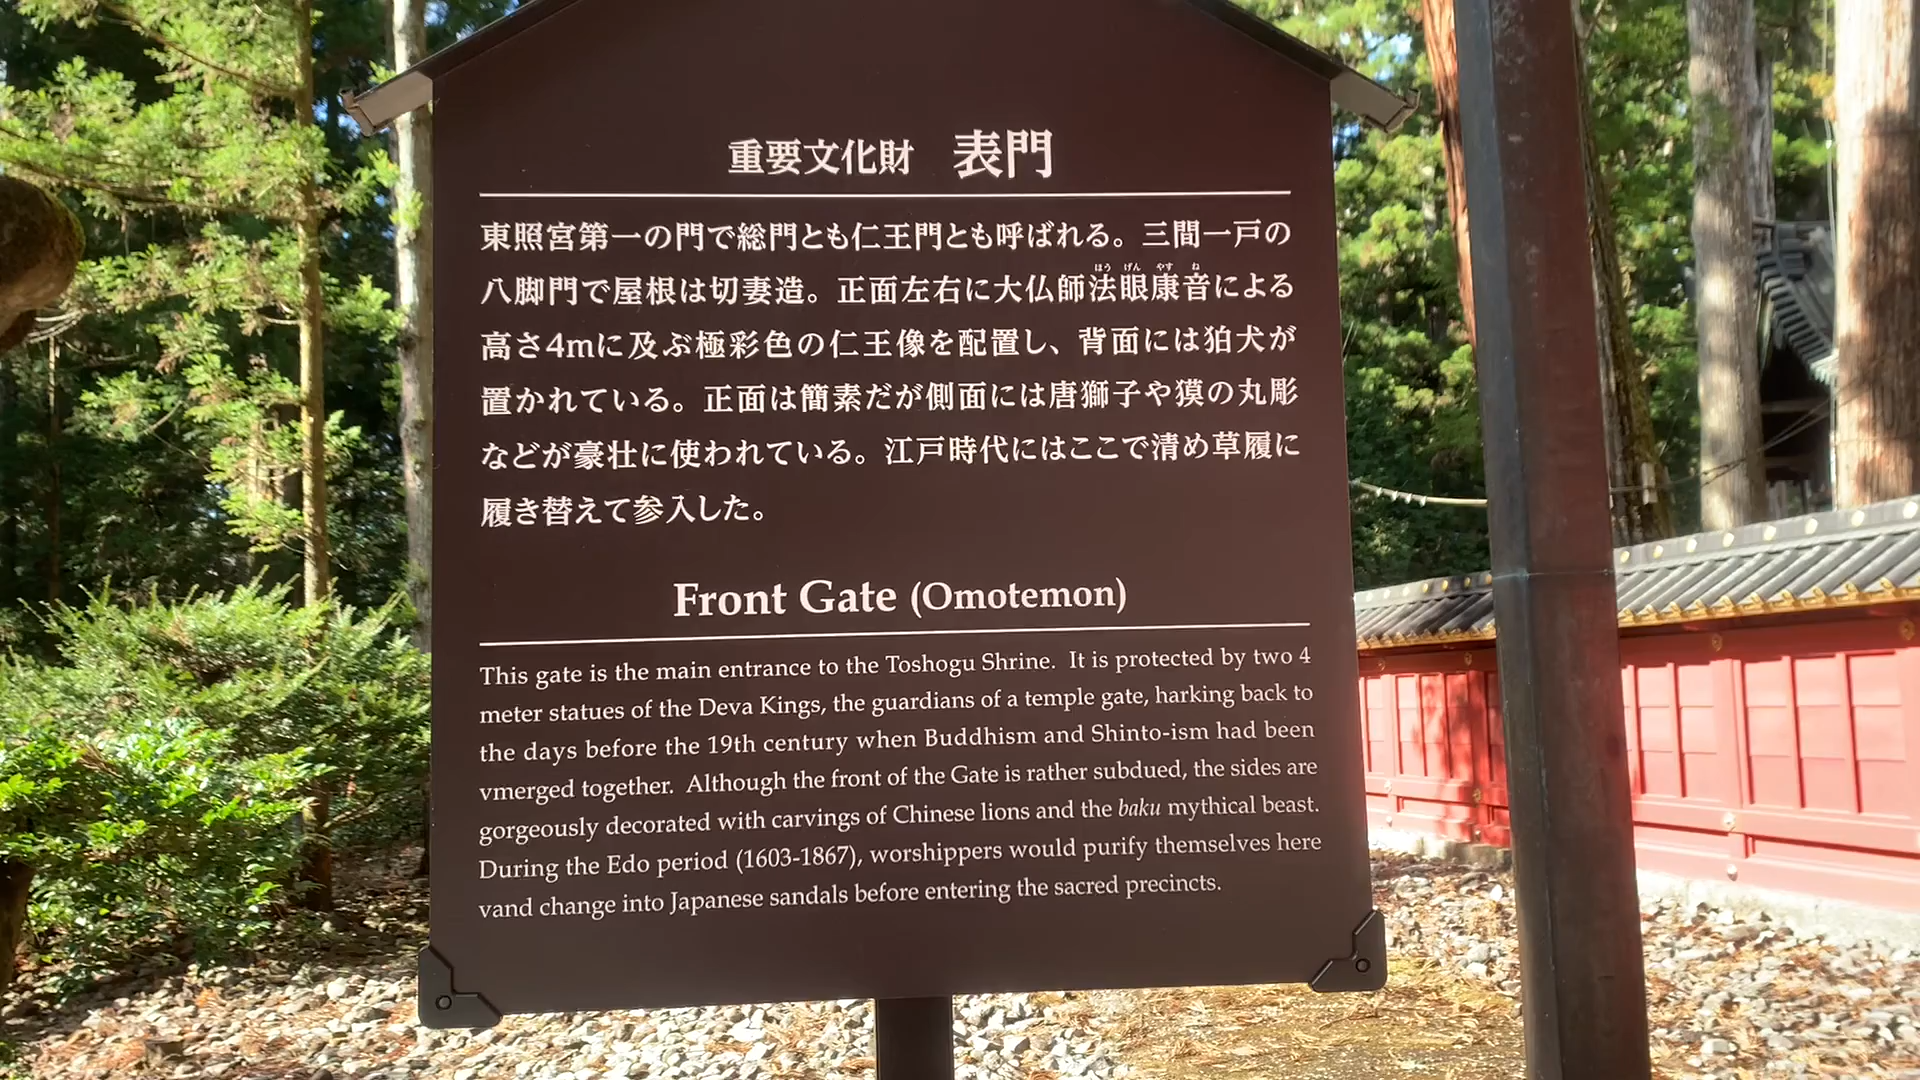 重要文化財 表門
東照宮第一の門で総門とも仁王門とも呼ばれる。三間一戸の
八脚門で屋根は切妻造。正面左右に大仏師法眼康音による
ほう げん やす ね
高さ4mに及ぶ極彩色の仁王像を配置し、背面には狛犬が
置かれている。正面は簡素だが側面には唐獅子や獏の丸彫
などが豪壮に使われている。江戸時代にはここで清め草履に
履き替えて参入した。
Front Gate (Omotemon)
This gate is the main entrance to the Toshogu Shrine. It is protected by two 4
meter statues of the Deva Kings, the guardians of a temple gate, harking back to
the days before the 19th century when Buddhism and Shinto-ism had been
vmerged together. Although the front of the Gate is rather subdued, the sides are
gorgeously decorated with carvings of Chinese lions and the baku mythical beast.
During the Edo period (1603-1867), worshippers would purify themselves here
vand change into Japanese sandals before entering the sacred precincts.